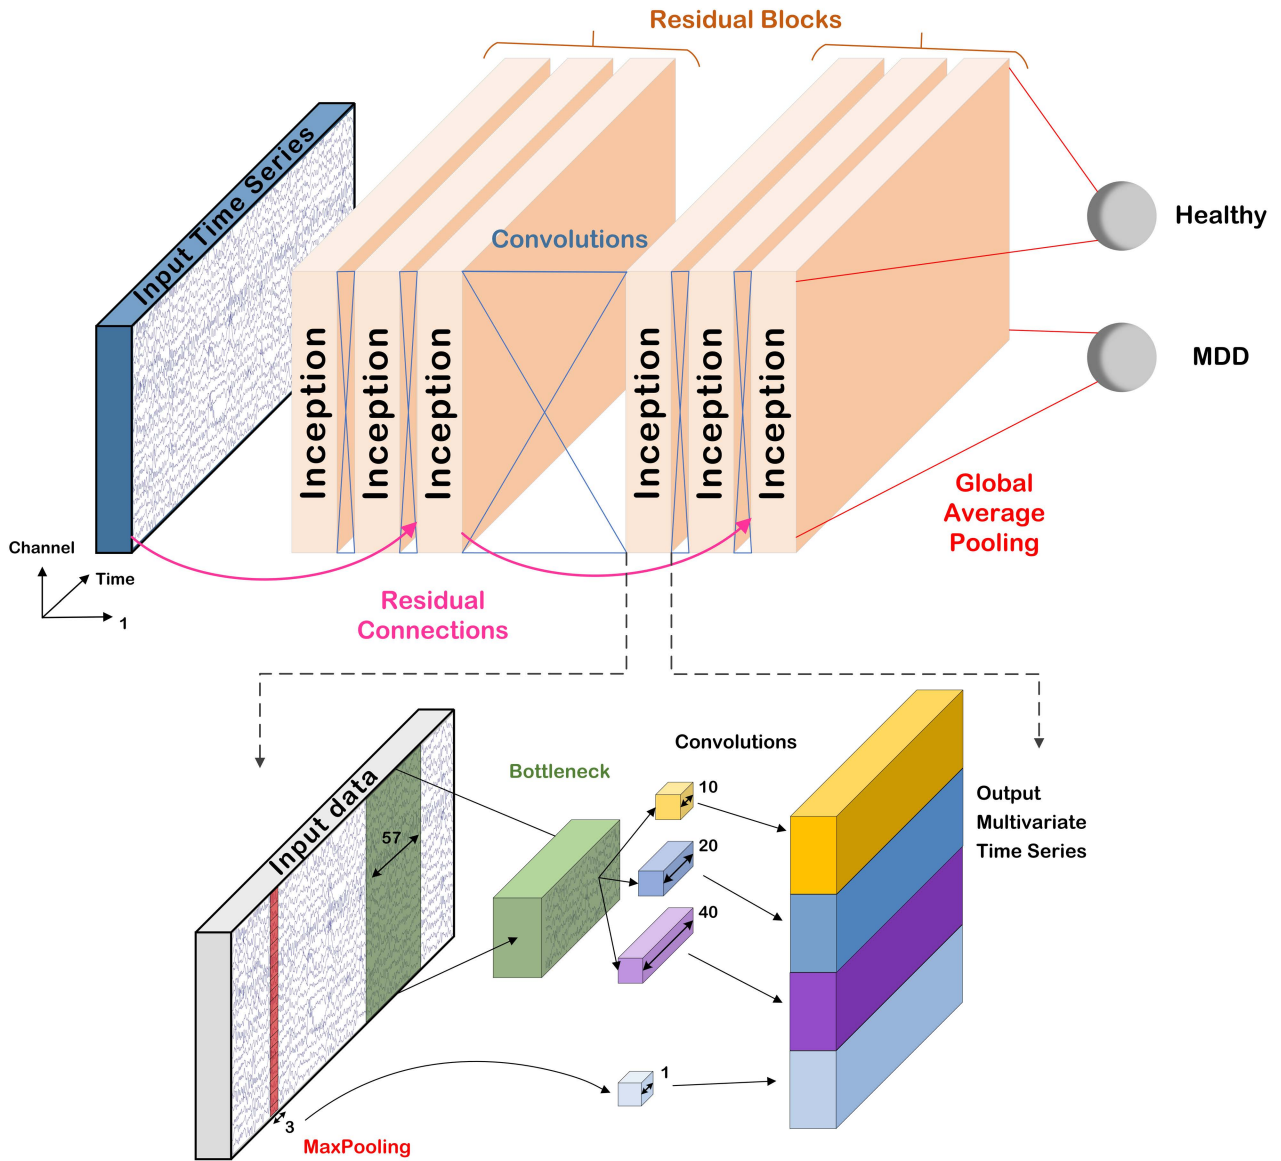 Residual Blocks
Input Time Series
Convolutions
Healthy
MDD
Inception
Inception
Inception
Inception
Inception
Inception
Global
Average
Pooling
Channel
Time
1
Residual
Connections
Convolutions
Bottleneck
Input data
57
10
20
40
Output
Multivariate
Time Series
1
3
MaxPooling